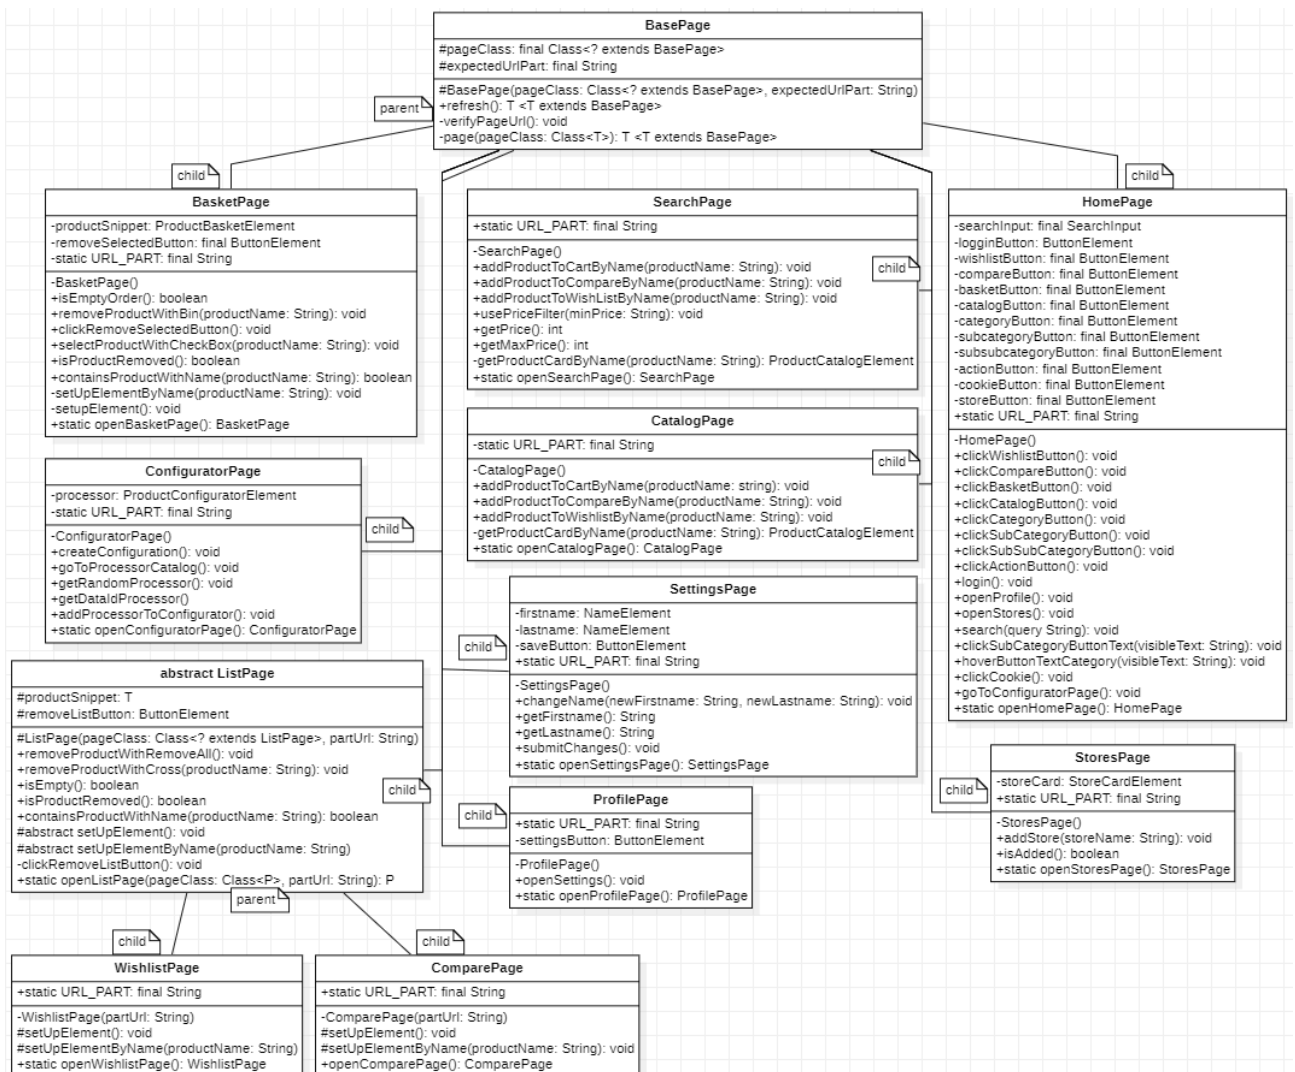 BasePage
#pageClass: final Class<? extends BasePage>
#expectedUrlPart: final String
#BasePage(pageClass: Class<? extends BasePage>, expectedUrlPart: String)
+refresh(): T <T extends BasePage>
-verifyPageUrl(): void
-page(pageClass: Class<T>): T <T extends BasePage>
parent
child
BasketPage
-productSnippet: ProductBasketElement
-removeSelectedButton: final ButtonElement
-static URL_PART: final String
-BasketPage()
+isEmptyOrder(): boolean
+removeProductWithBin(productName: String): void
+clickRemoveSelectedButton(): void
+selectProductWithCheckBox(productName: String): void
+isProductRemoved(): boolean
+containsProductWithName(productName: String): boolean
-setUpElementByName(productName: String): void
-setupElement(): void
+static openBasketPage(): BasketPage
SearchPage
+static URL_PART: final String
-SearchPage()
+addProductToCartByName(productName: String): void
+addProductToCompareByName(productName: String): void
+addProductToWishListByName(productName: String): void
+usePriceFilter(minPrice: String): void
+getPrice(): int
+getMaxPrice(): int
-getProductCardByName(productName: String): ProductCatalogElement
+static openSearchPage(): SearchPage
child
child
HomePage
-searchInput: final SearchInput
-logginButton: ButtonElement
-wishlistButton: final ButtonElement
-compareButton: final ButtonElement
-basketButton: final ButtonElement
-catalogButton: final ButtonElement
-categoryButton: final ButtonElement
-subcategoryButton: final ButtonElement
-subsubcategoryButton: final ButtonElement
-actionButton: final ButtonElement
-cookieButton: final ButtonElement
-storeButton: final ButtonElement
+static URL_PART: final String
-HomePage()
+clickWishlistButton(): void
+clickCompareButton(): void
+clickBasketButton(): void
+clickCatalogButton(): void
+clickCategoryButton(): void
+clickSubCategoryButton(): void
+clickSubSubCategoryButton(): void
+clickActionButton(): void
+login(): void
+openProfile(): void
+openStores(): void
+search(query String): void
+clickSubCategoryButtonText(visibleText: String): void
+hoverButtonTextCategory(visibleText: String): void
+clickCookie(): void
+goToConfiguratorPage(): void
+static openHomePage(): HomePage
CatalogPage
-static URL_PART: final String
-CatalogPage()
+addProductToCartByName(productName: string): void
+addProductToCompareByName(productName: String): void
+addProductToWishlistByName(productName: String): void
-getProductCardByName(productName: String): ProductCatalogElement
+static openCatalogPage(): CatalogPage
child
ConfiguratorPage
-processor: ProductConfiguratorElement
-static URL_PART: final String
-ConfiguratorPage()
+createConfiguration(): void
+goToProcessorCatalog(): void
+getRandomProcessor(): void
+getDataIdProcessor()
+addProcessorToConfigurator(): void
+static openConfiguratorPage(): ConfiguratorPage
child
SettingsPage
-firstname: NameElement
-lastname: NameElement
-saveButton: ButtonElement
+static URL_PART: final String
-SettingsPage()
+changeName(newFirstname: String, newLastname: String): void
+getFirstname(): String
+getLastname(): String
+submitChanges(): void
+static openSettingsPage(): SettingsPage
child
abstract ListPage
#productSnippet: T
#removeListButton: ButtonElement
#ListPage(pageClass: Class<? extends ListPage>, partUrl: String)
+removeProductWithRemoveAll(): void
+removeProductWithCross(productName: String): void
+isEmpty(): boolean
+isProductRemoved(): boolean
+containsProductWithName(productName: String): boolean
#abstract setUpElement(): void
#abstract setUpElementByName(productName: String)
-clickRemoveListButton(): void
+static openListPage(pageClass: Class<P>, partUrl: String): P
child
parent
child
ProfilePage
+static URL_PART: final String
-settingsButton: ButtonElement
-ProfilePage()
+openSettings(): void
+static openProfilePage(): ProfilePage
child
StoresPage
-storeCard: StoreCardElement
+static URL_PART: final String
-StoresPage()
+addStore(storeName: String): void
+isAdded(): boolean
+static openStoresPage(): StoresPage
child
WishlistPage
+static URL_PART: final String
-WishlistPage(partUrl: String)
#setUpElement(): void
#setUpElementByName(productName: String)
+static openWishlistPage(): WishlistPage
child
ComparePage
+static URL_PART: final String
-ComparePage(partUrl: String)
#setUpElement(): void
#setUpElementByName(productName: String): void
+openComparePage(): ComparePage